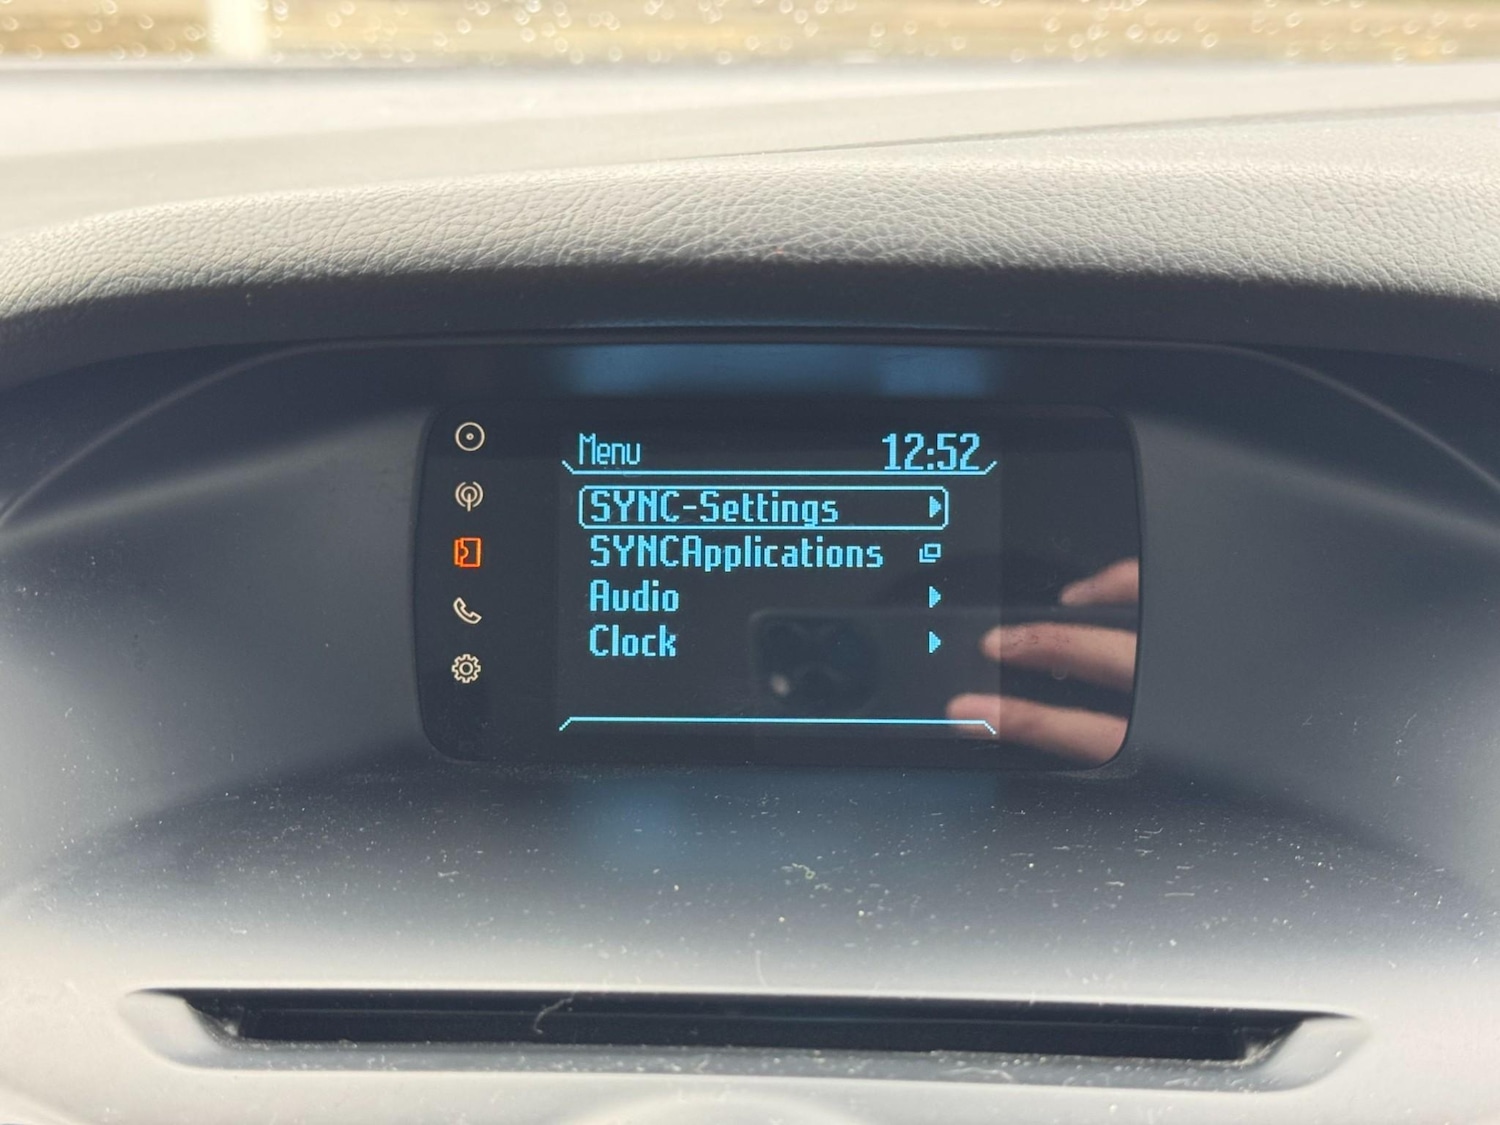 Menu 12:52
SYNC-Settings
SYNCApplications
Audio
Clock